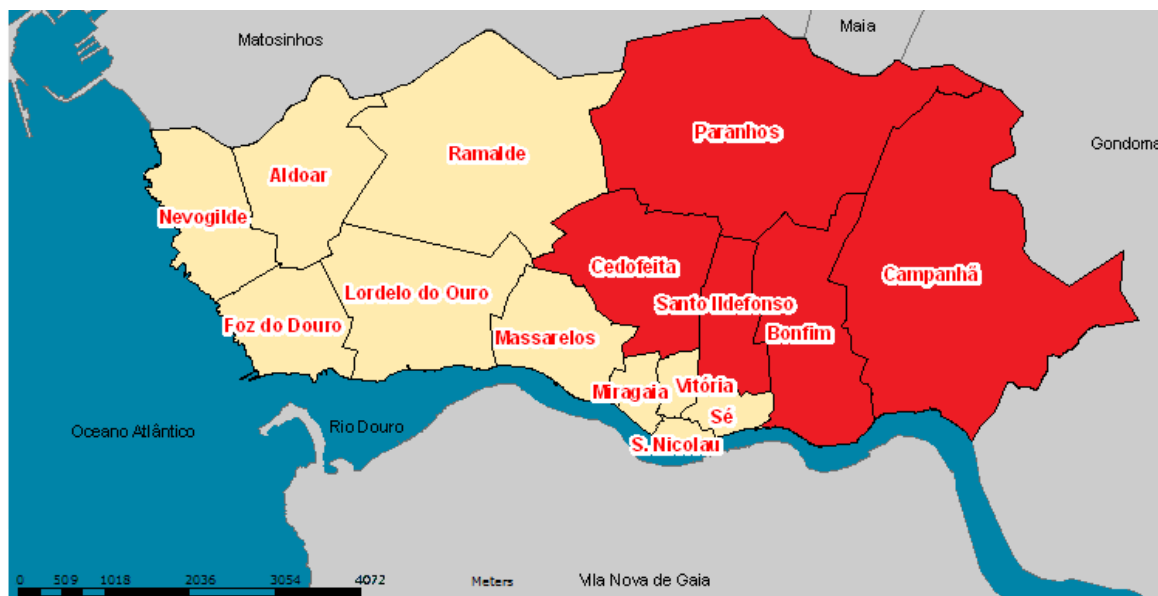 Matosinhos
Maia
Paranhos
Gondoma
Ramalde
Aldoar
Nevogilde
Cedofeita
Campanhã
Lordelo do Ouro
Santo Ildefonso
Foz do Douro
Massarelos
Bonfim
Vitória
Miragaia
Sé
Oceano Atlântico
Rio Douro
S. Nicolau
0 509 1018 2036 3054 4072
Meters
Vila Nova de Gaia